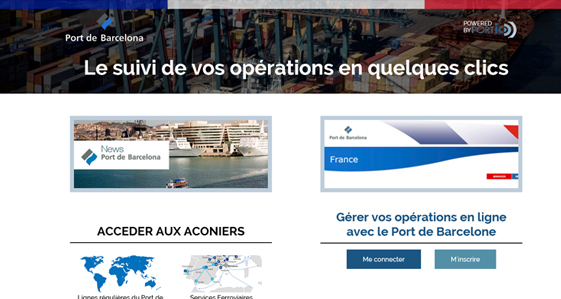 Port de Barcelona
POWERED
BY PORTIC
Le suivi de vos opérations en quelques clics
News
Port de Barcelona
Port de Barcelona
France
ACCEDER AUX ACONIERS
Gérer vos opérations en ligne
avec le Port de Barcelone
Me connecter
M'inscrire
Lignes régulières du Port de
Services Ferroviaires